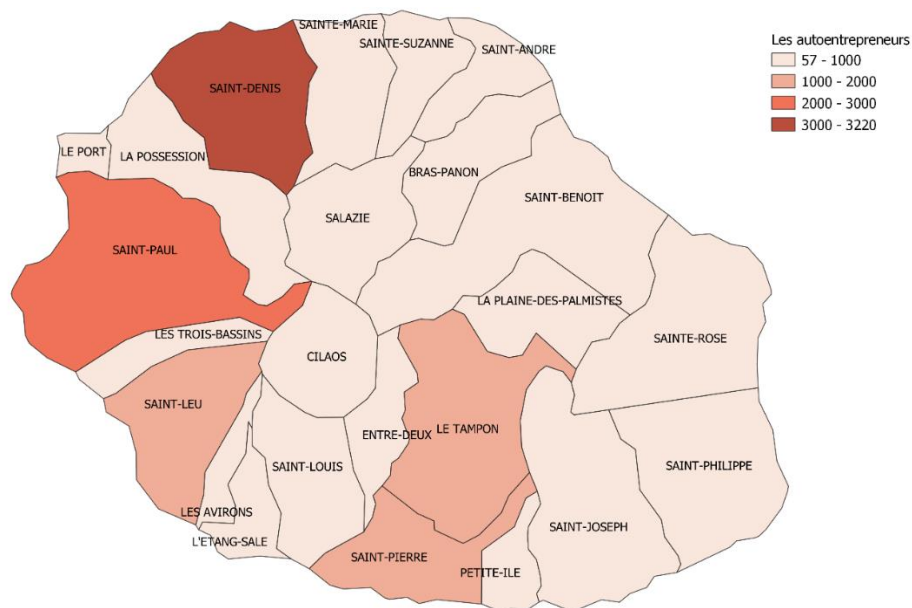 SAINTE-MARIE
SAINTE-SUZANNE
SAINT-ANDRE
SAINT-DENIS
LE PORT
LA POSSESSION
BRAS-PANON
SAINT-BENOIT
SALAZIE
SAINT-PAUL
LA PLAINE-DES-PALMISTES
LES TROIS-BASSINS
SAINTE-ROSE
CILAOS
SAINT-LEU
ENTRE-DEUX
LE TAMPON
SAINT-LOUIS
SAINT-PHILIPPE
LES AVIRONS
SAINT-JOSEPH
L'ETANG-SALE
SAINT-PIERRE
PETITE-ILE
Les autoentrepreneurs
57 - 1000
1000 - 2000
2000 - 3000
3000 - 3220